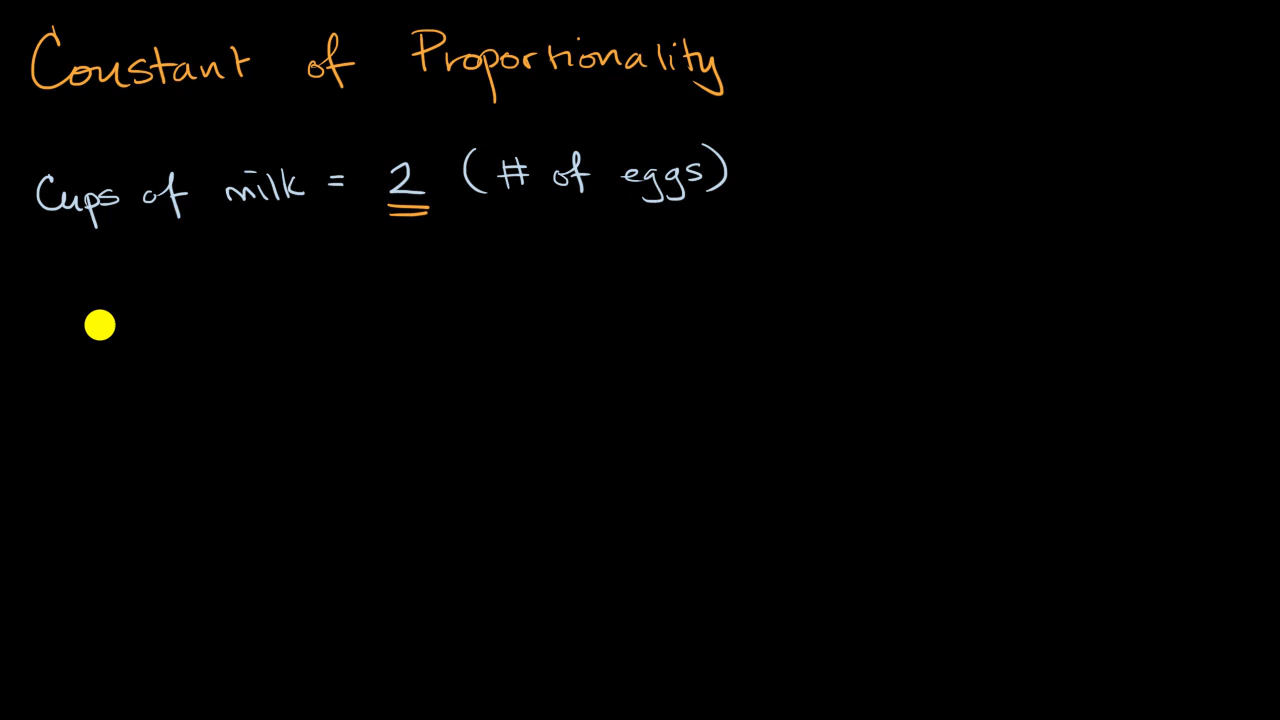 Constant of Proportionality
Cups of milk = 2 (# of eggs)